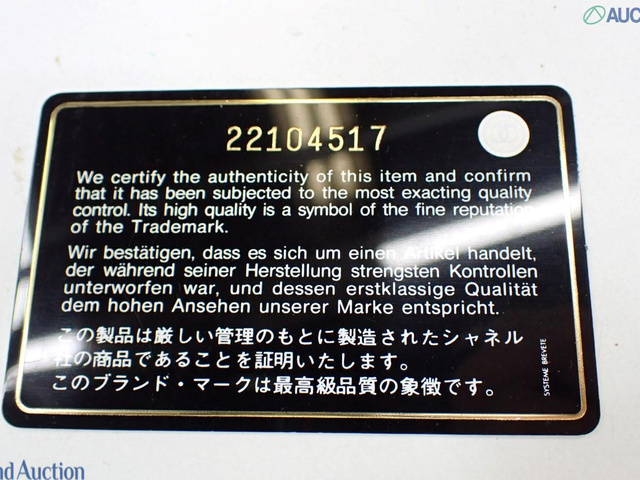 AUC
22104517
We certify the authenticity of this item and confirm
that it has been subjected to the most exacting quality
control. Its high quality is a symbol of the fine reputation
of the Trademark.
Wir bestätigen, dass es sich um einen Artikel handelt,
der während seiner Herstellung strengsten Kontrollen
unterworfen war, und dessen erstklassige Qualität
dem hohen Ansehen unserer Marke entspricht.
この製品は厳しい管理のもとに製造されたシャネル
社の商品であることを証明いたします。
このブランド・マークは最高級品質の象徴です。
SYSTEME BREVETE
nd Auction